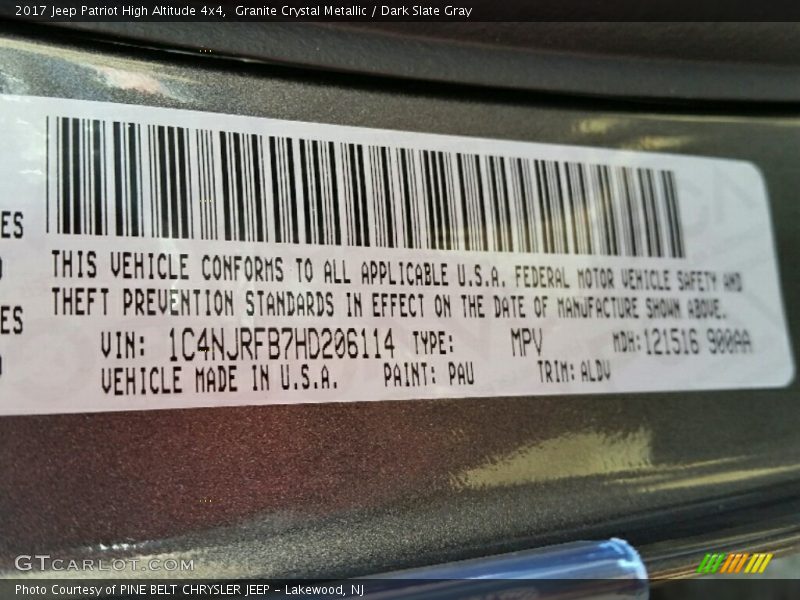 2017 Jeep Patriot High Altitude 4x4,  Granite Crystal Metallic / Dark Slate Gray
ES
ES
THIS VEHICLE CONFORMS TO ALL APPLICABLE U.S.A. FEDERAL MOTOR VEHICLE SAFETY AND
THEFT PREVENTION STANDARDS IN EFFECT ON THE DATE OF MANUFACTURE SHOWN ABOVE.
VIN: 1C4NJRFB7HD206114 TYPE: MPV MDH:121516 900AA
VEHICLE MADE IN U.S.A. PAINT: PAU TRIM: ALDV
GTCARLOT.COM
Photo Courtesy of PINE BELT CHRYSLER JEEP - Lakewood, NJ